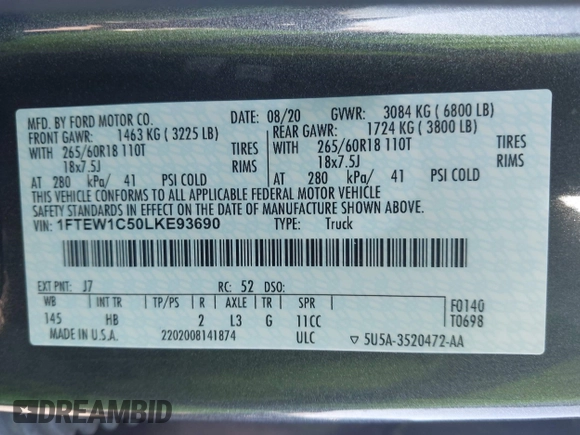 MFD. BY FORD MOTOR CO. DATE: 08/20 GVWR: 3084 KG (6800 LB)
FRONT GAWR: 1463 KG (3225 LB) REAR GAWR: 1724 KG (3800 LB)
WITH 265/60R18 110T TIRES WITH 265/60R18 110T TIRES
18x7.5J RIMS 18x7.5J RIMS
AT 280 kPa/ 41 PSI COLD AT 280 kPa/ 41 PSI COLD
THIS VEHICLE CONFORMS TO ALL APPLICABLE FEDERAL MOTOR VEHICLE
SAFETY STANDARDS IN EFFECT ON THE DATE OF MANUFACTURE SHOWN ABOVE.
VIN: 1FTEW1C50LKE93690 TYPE: Truck
EXT PNT: J7 RC: 52 DSO:
WB INT TR TP/PS R AXLE TR SPR F0140
145 HB 2 L3 G 11CC T0698
MADE IN U.S.A. 2202008141874 ULC ▽ 5U5A-3520472-AA
DREAMBID